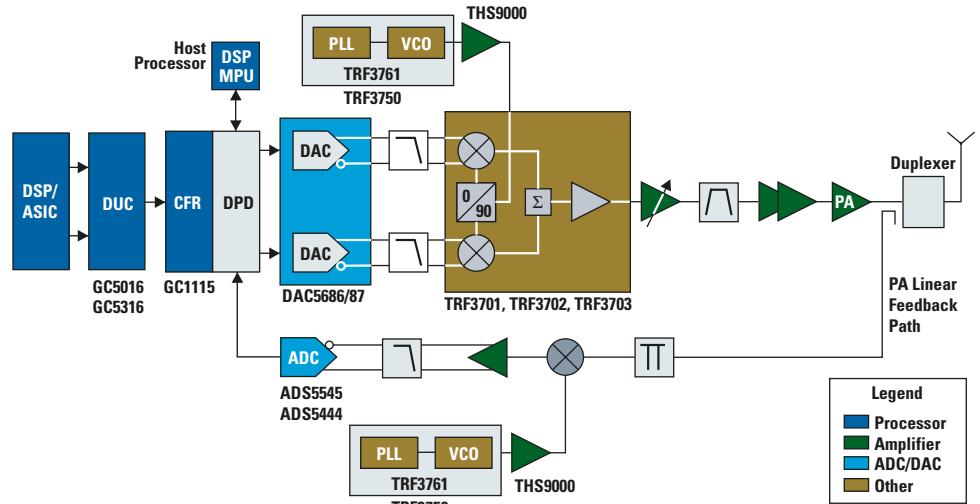 THS9000
Host
Processor
DSP
MPU
PLL
VCO
TRF3761
TRF3750
DSP/
ASIC
DUC
CFR
DPD
DAC
DAC
0
90
Σ
PA
Duplexer
GC5016
GC5316
GC1115
DAC5686/87
TRF3701, TRF3702, TRF3703
PA Linear
Feedback
Path
ADC
ADS5545
ADS5444
PLL
VCO
TRF3761
THS9000
Legend
Processor
Amplifier
ADC/DAC
Other